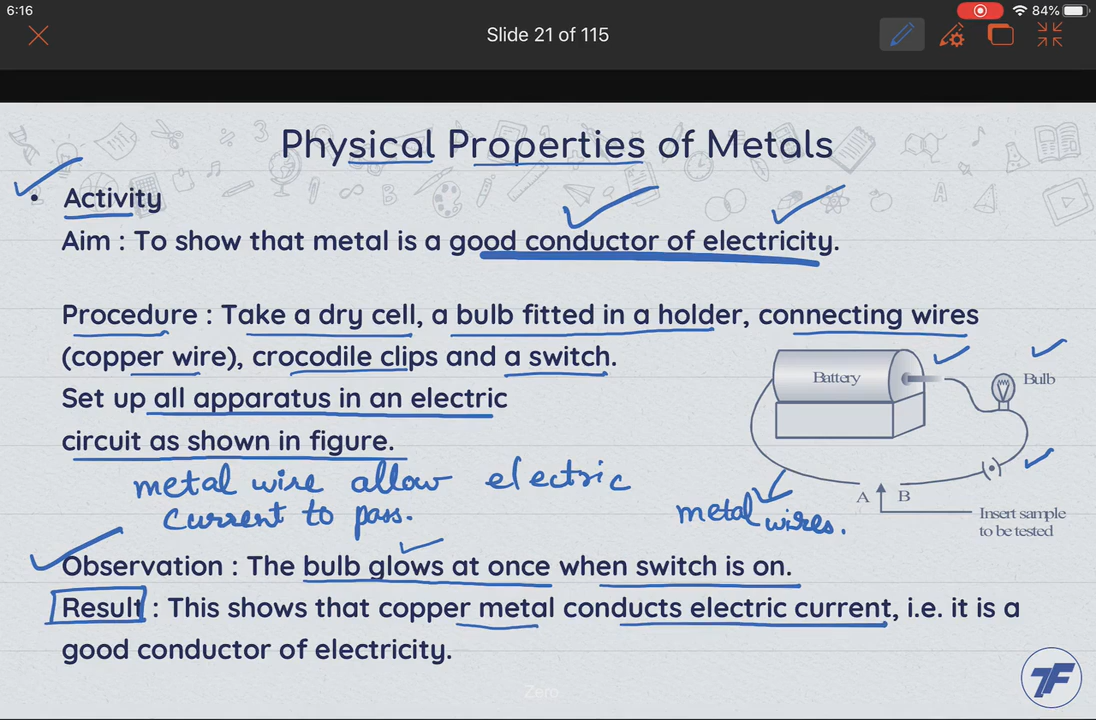 6:16
84%
Slide 21 of 115
Physical Properties of Metals
• Activity
Aim : To show that metal is a good conductor of electricity.
Procedure : Take a dry cell, a bulb fitted in a holder, connecting wires
(copper wire), crocodile clips and a switch.
Set up all apparatus in an electric
circuit as shown in figure.
metal wire allow electric
current to pass.
Battery
Bulb
A B
Insert sample
to be tested
metal wires.
Observation : The bulb glows at once when switch is on.
Result : This shows that copper metal conducts electric current, i.e. it is a
good conductor of electricity.
Zero
TF